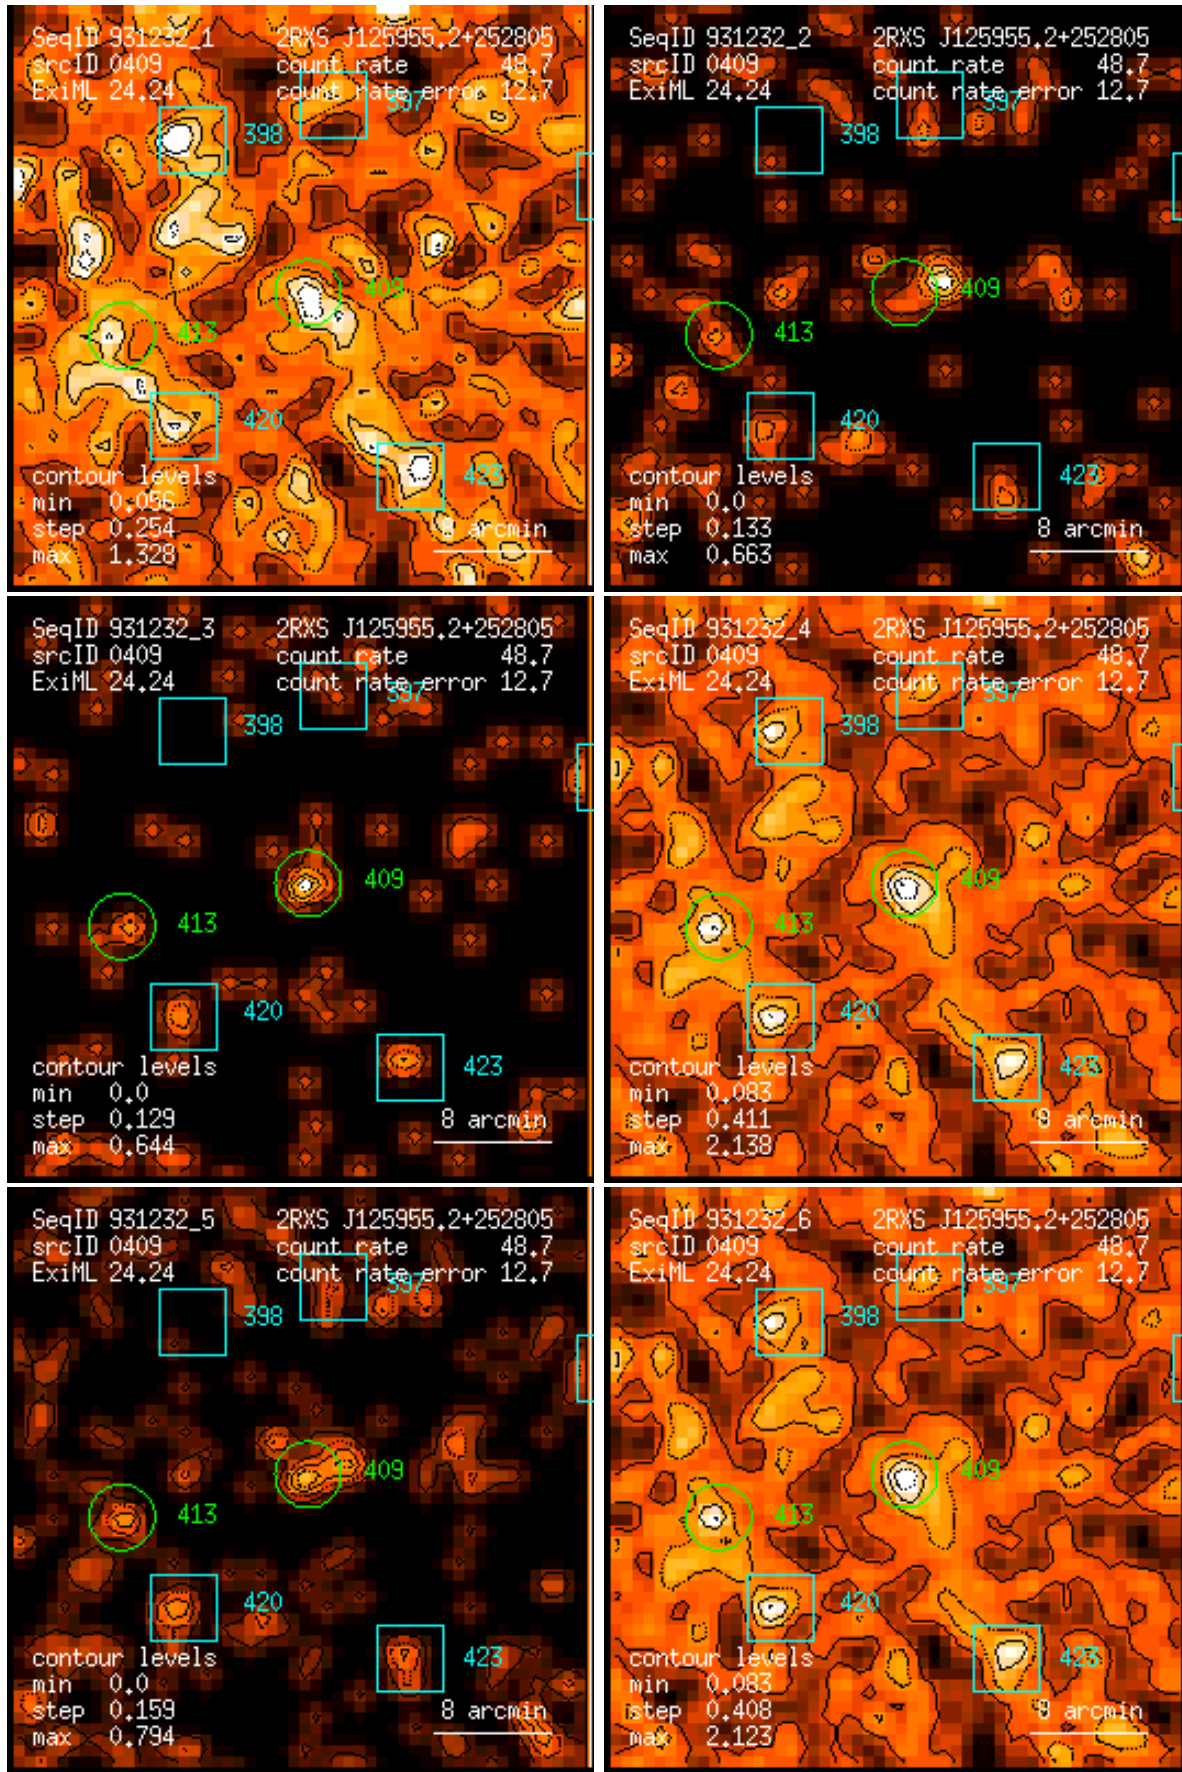 SeqID 931232_1 2RXS J125955.2+252805
srcID 0409 count rate 48.7
ExiML 24.24 count rate error 12.7
397
398
409
413
420
423
contour levels
min 0.056
step 0.254
max 1.328
8 arcmin
SeqID 931232_2 2RXS J125955.2+252805
srcID 0409 count rate 48.7
ExiML 24.24 count rate error 12.7
397
398
409
413
420
423
contour levels
min 0.0
step 0.133
max 0.663
8 arcmin
SeqID 931232_3 2RXS J125955.2+252805
srcID 0409 count rate 48.7
ExiML 24.24 count rate error 12.7
397
398
409
413
420
423
contour levels
min 0.0
step 0.129
max 0.644
8 arcmin
SeqID 931232_4 2RXS J125955.2+252805
srcID 0409 count rate 48.7
ExiML 24.24 count rate error 12.7
397
398
409
413
420
423
contour levels
min 0.083
step 0.411
max 2.138
8 arcmin
SeqID 931232_5 2RXS J125955.2+252805
srcID 0409 count rate 48.7
ExiML 24.24 count rate error 12.7
397
398
409
413
420
423
contour levels
min 0.0
step 0.159
max 0.794
8 arcmin
SeqID 931232_6 2RXS J125955.2+252805
srcID 0409 count rate 48.7
ExiML 24.24 count rate error 12.7
397
398
409
413
420
423
contour levels
min 0.083
step 0.408
max 2.123
8 arcmin